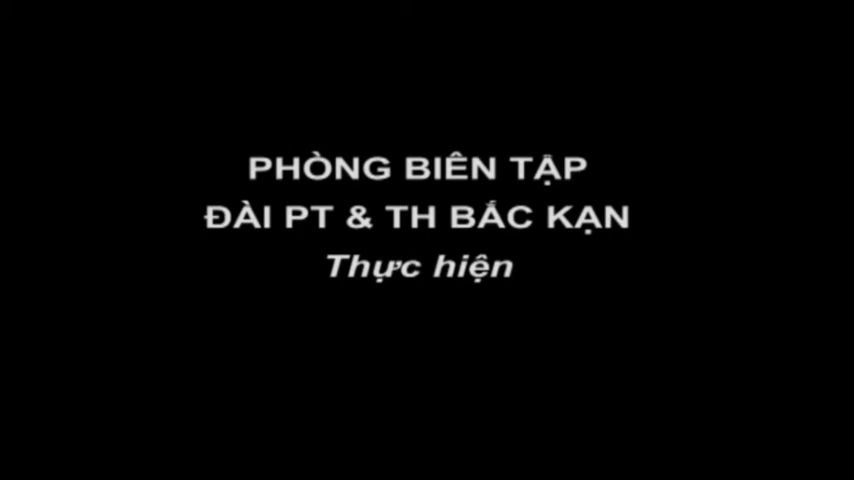 PHÒNG BIÊN TẬP
ĐÀI PT & TH BẮC KẠN
Thực hiện